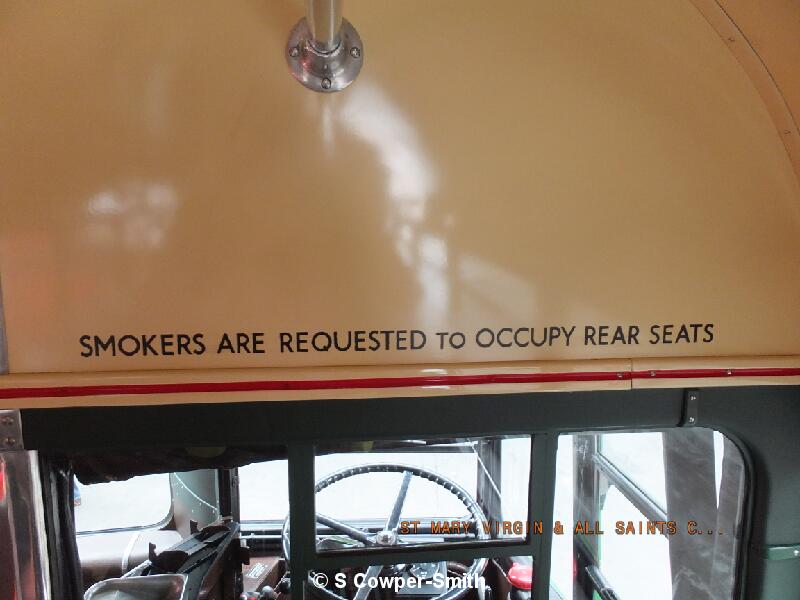 SMOKERS ARE REQUESTED TO OCCUPY REAR SEATS
ST MARY VIRGIN & ALL SAINTS C...
© S Cowper-Smith.